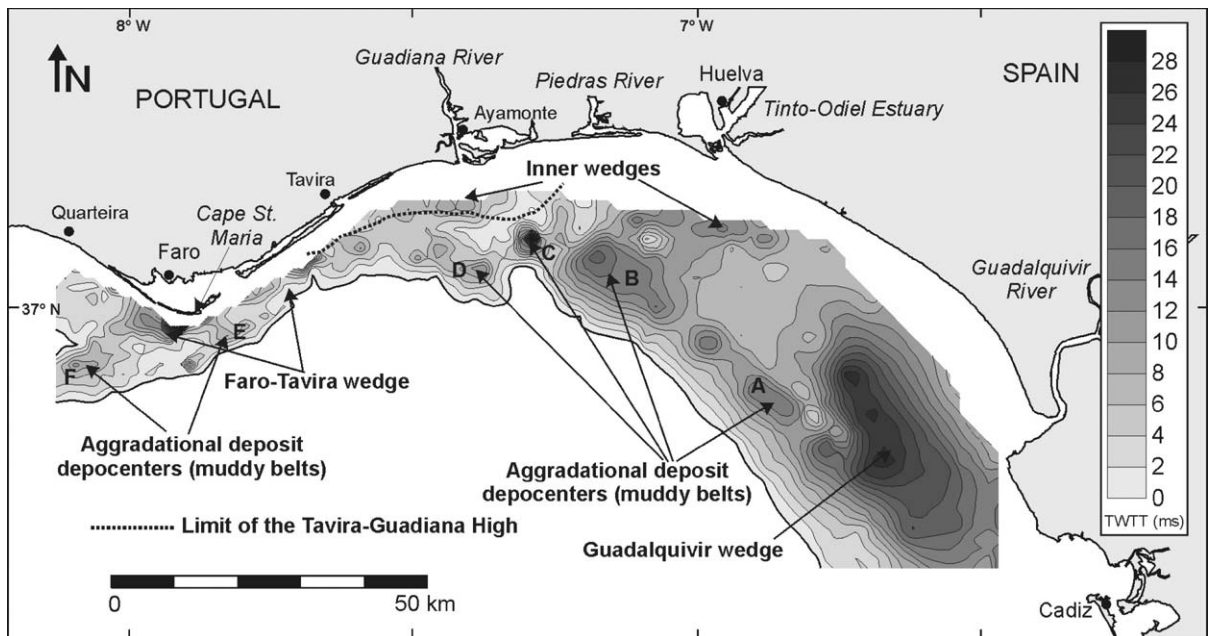 8° W
7° W
N
PORTUGAL
SPAIN
Guadiana River
Piedras River
Huelva
Tinto-Odiel Estuary
Ayamonte
Inner wedges
Tavira
Cape St.
Maria
Quarteira
Faro
37° N
Guadalquivir
River
A
B
C
D
E
F
Faro-Tavira wedge
Aggradational deposit
depocenters (muddy belts)
Aggradational deposit
depocenters (muddy belts)
Limit of the Tavira-Guadiana High
Guadalquivir wedge
0 50 km
Cadiz
28
26
24
22
20
18
16
14
12
10
8
6
4
2
0
TWTT (ms)